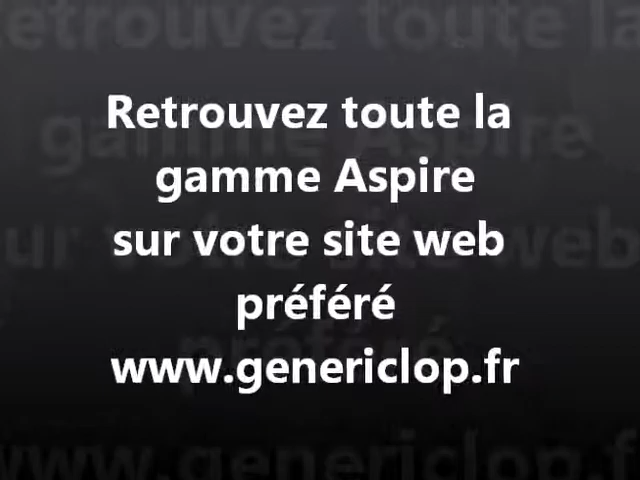 Retrouvez toute la
gamme Aspire
sur votre site web
préféré
www.genericlop.fr